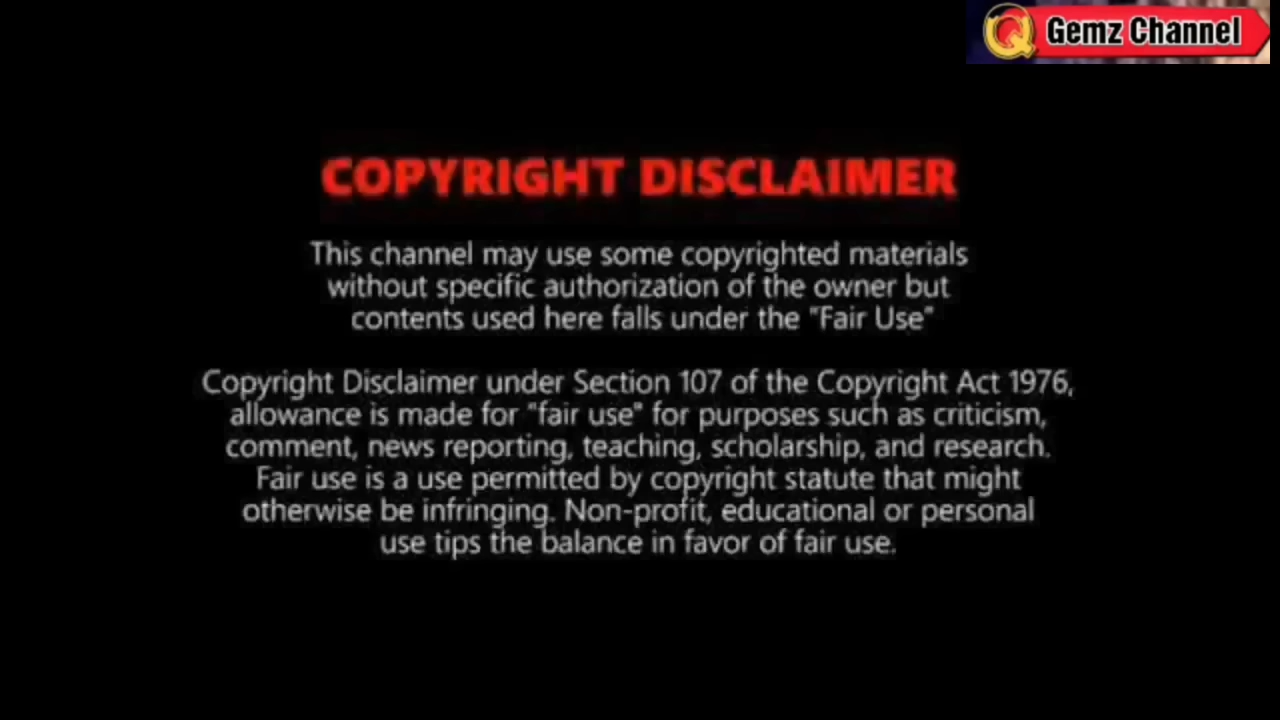 Gemz Channel
COPYRIGHT DISCLAIMER
This channel may use some copyrighted materials
without specific authorization of the owner but
contents used here falls under the "Fair Use"
Copyright Disclaimer under Section 107 of the Copyright Act 1976,
allowance is made for "fair use" for purposes such as criticism,
comment, news reporting, teaching, scholarship, and research.
Fair use is a use permitted by copyright statute that might
otherwise be infringing. Non-profit, educational or personal
use tips the balance in favor of fair use.